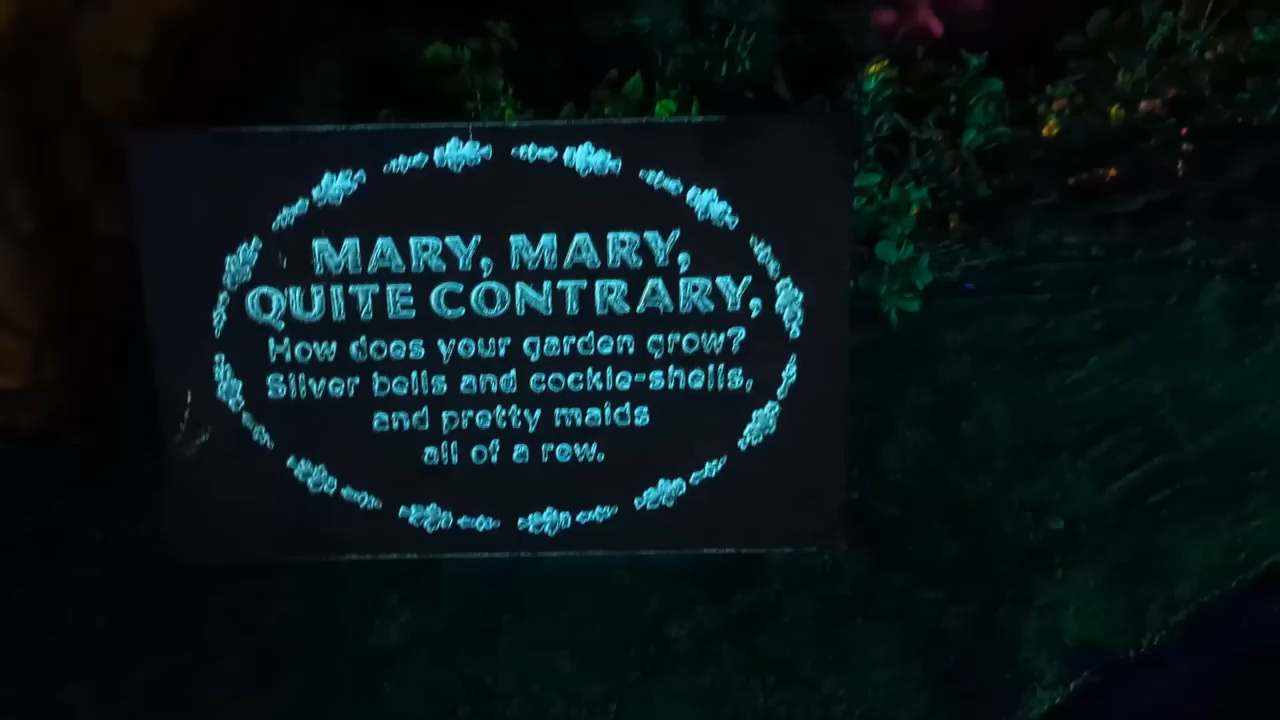 MARY, MARY,
QUITE CONTRARY,
How does your garden grow?
Silver bells and cockle-shells,
and pretty maids
all of a row.